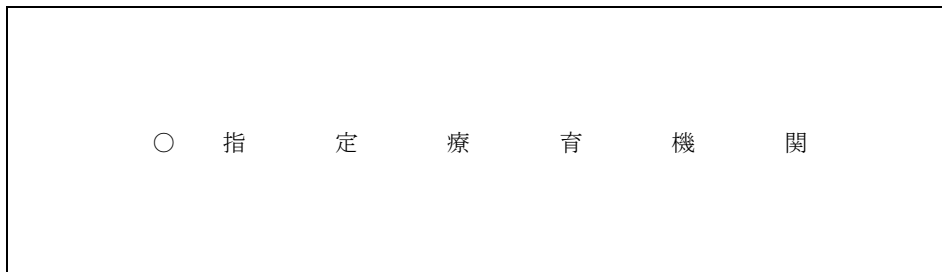 ○ 指 定 療 育 機 関